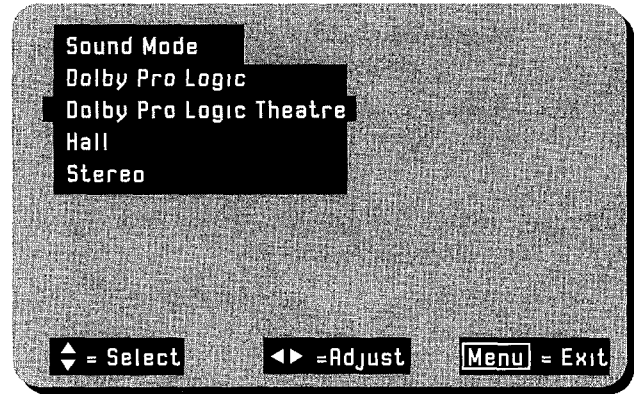 Sound Mode
Dolby Pro Logic
Dolby Pro Logic Theatre
Hall
Stereo
= Select =Adjust Menu = Exit